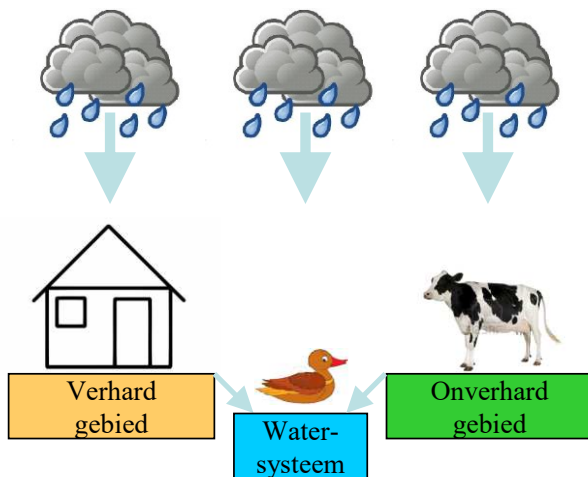 Verhard
gebied
Water-
systeem
Onverhard
gebied